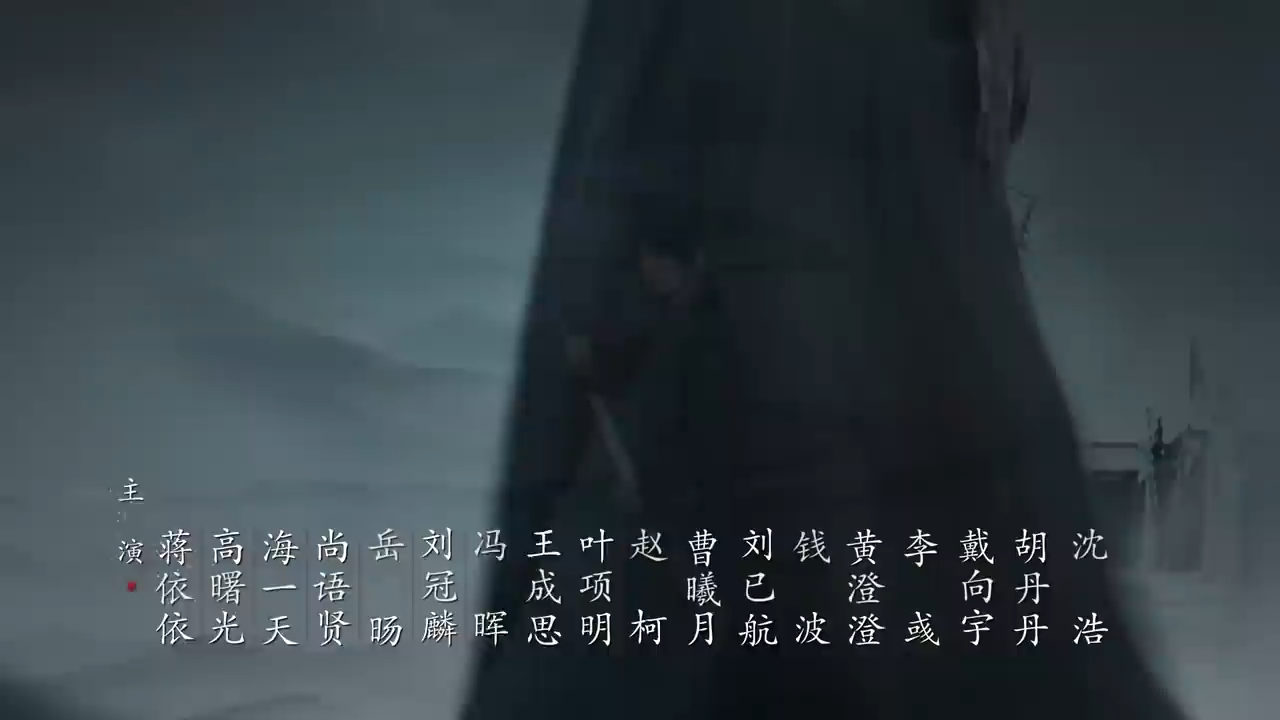 主演
蒋依依
高曙光
海一天
尚语贤
岳旸
刘冠麟
冯晖
王成思
叶项明
赵柯
曹曦月
刘已航
钱波
黄澄澄
李彧
戴向宇
胡丹丹
沈浩